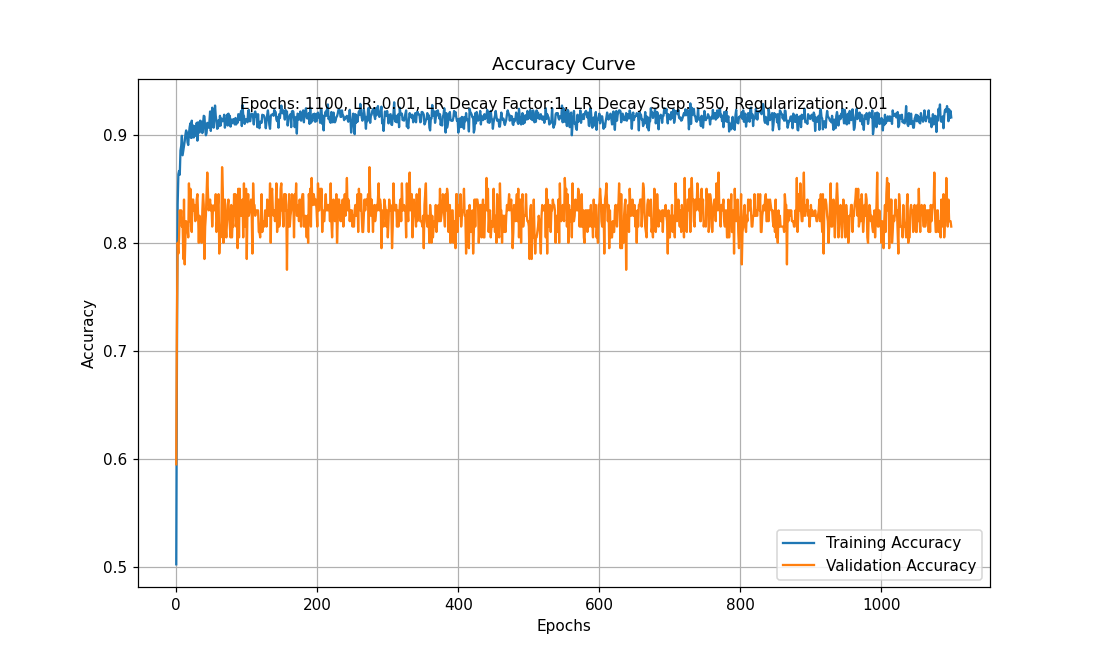 Accuracy Curve
Epochs: 1100, LR: 0.01, LR Decay Factor:1, LR Decay Step: 350, Regularization: 0.01
0.9
0.8
0.7
0.6
0.5
Accuracy
Training Accuracy
Validation Accuracy
0 200 400 600 800 1000
Epochs